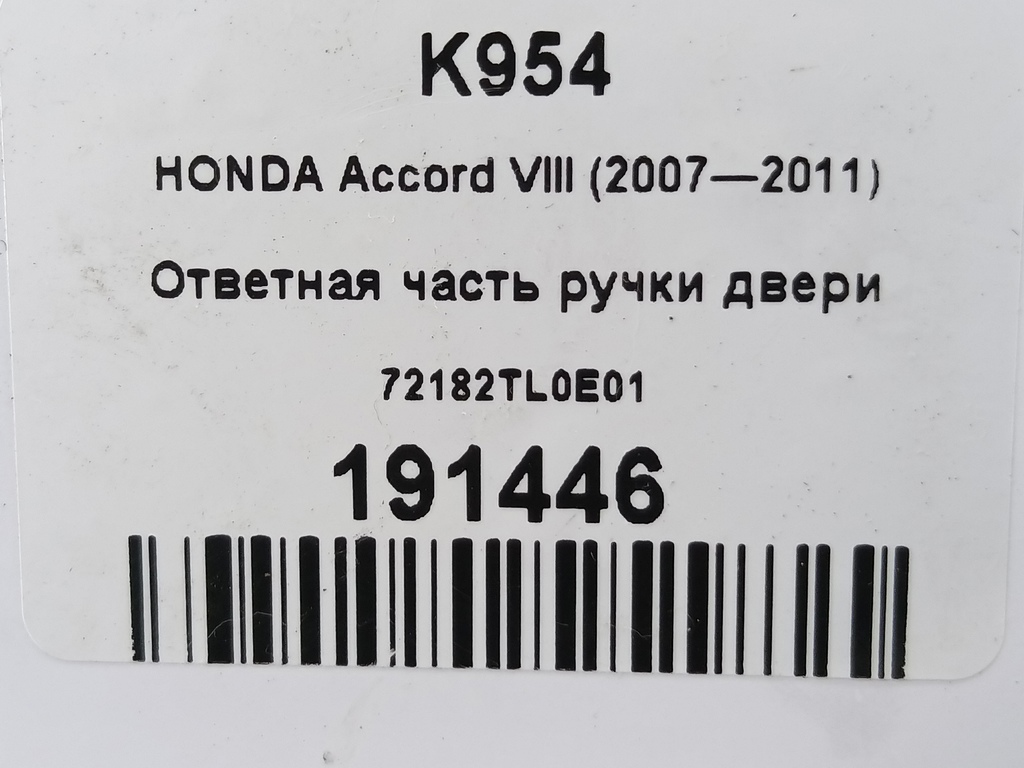 K954
HONDA Accord VIII (2007—2011)
Ответная часть ручки двери
72182TL0E01
191446